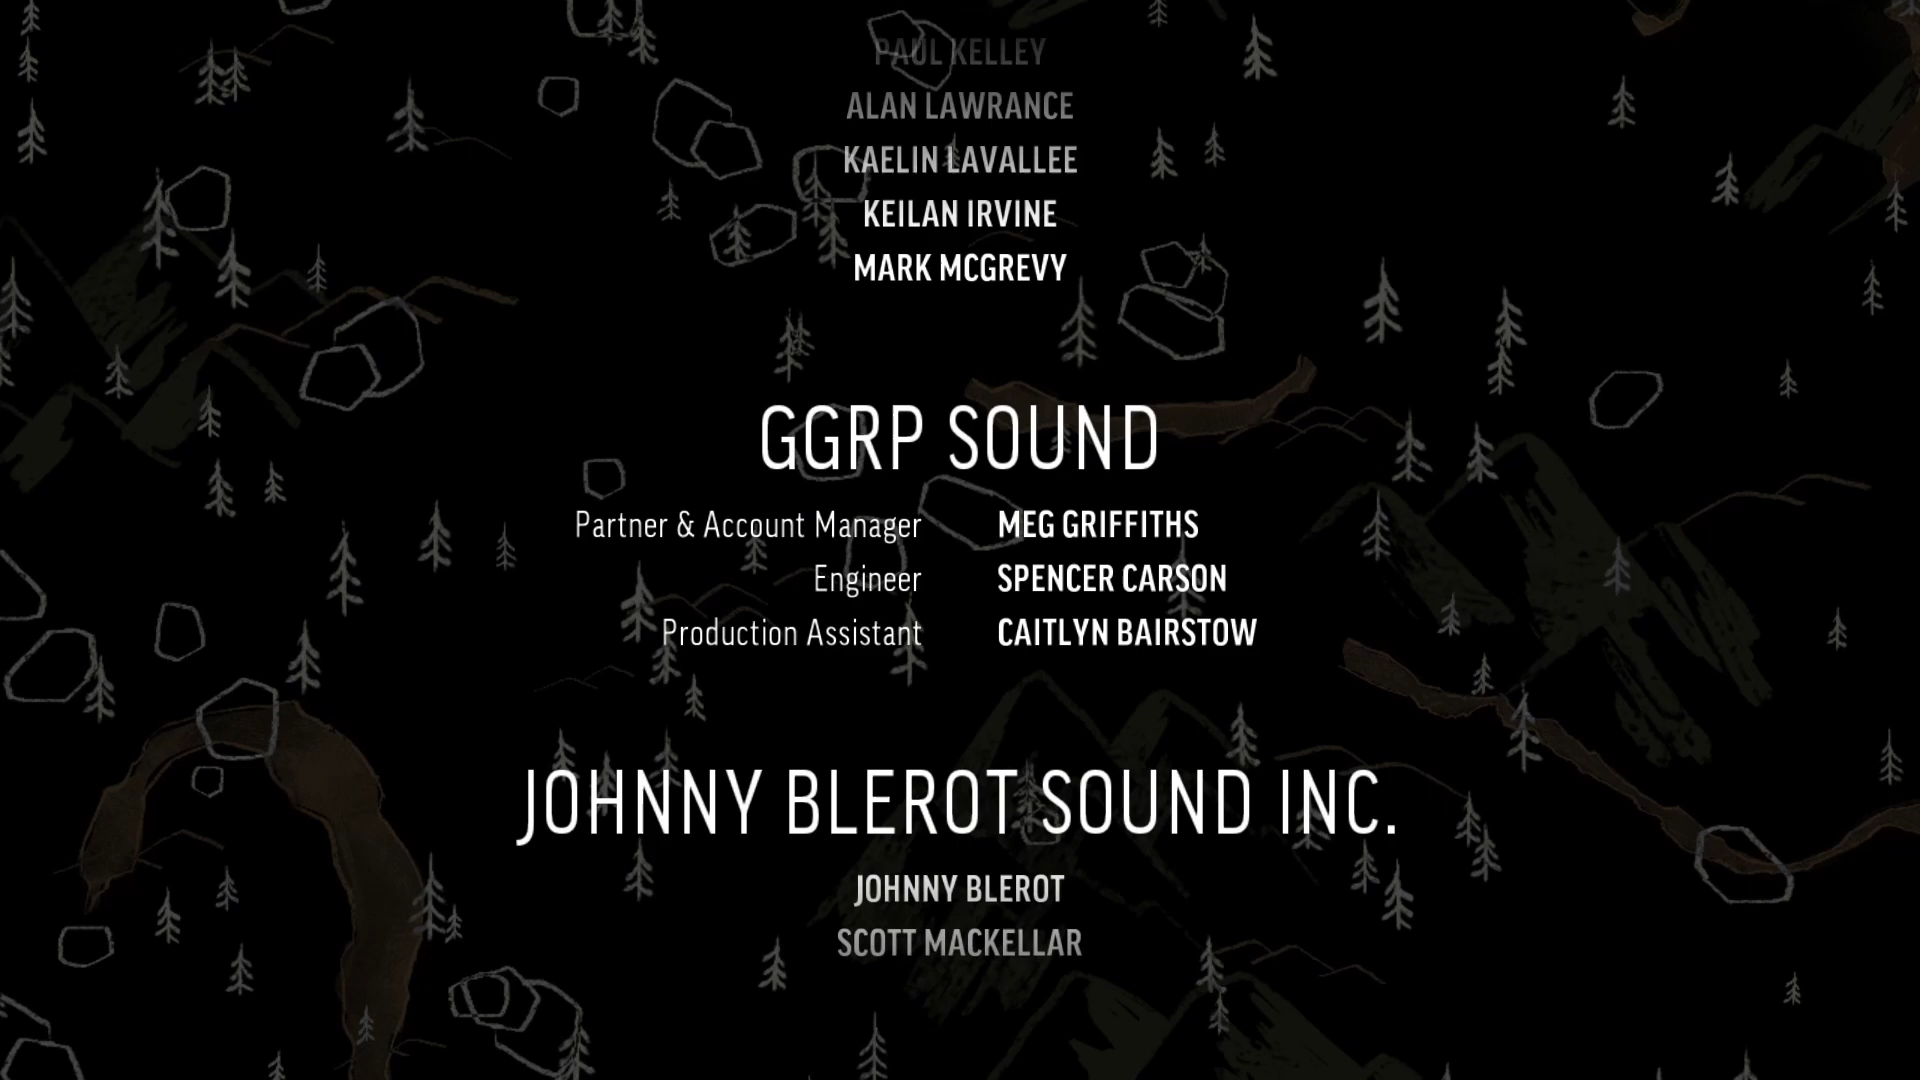 PAUL KELLEY
ALAN LAWRANCE
KAELIN LAVALLEE
KEILAN IRVINE
MARK MCGREVY
GGRP SOUND
Partner & Account Manager MEG GRIFFITHS
Engineer SPENCER CARSON
Production Assistant CAITLYN BAIRSTOW
JOHNNY BLEROT SOUND INC.
JOHNNY BLEROT
SCOTT MACKELLAR